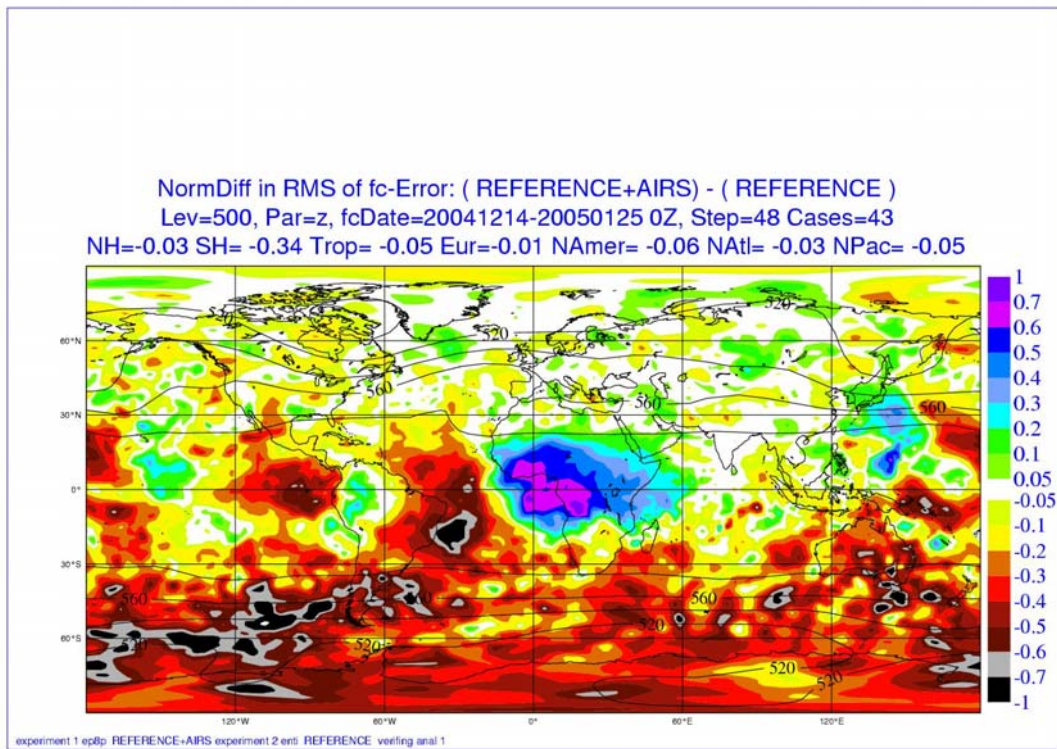 NormDiff in RMS of fc-Error: ( REFERENCE+AIRS) - ( REFERENCE )
Lev=500, Par=z, fcDate=20041214-20050125 0Z, Step=48 Cases=43
NH=-0.03 SH= -0.34 Trop= -0.05 Eur=-0.01 NAmer= -0.06 NAtl= -0.03 NPac= -0.05
1
0.7
0.6
0.5
0.4
0.3
0.2
0.1
0.05
-0.05
-0.1
-0.2
-0.3
-0.4
-0.5
-0.6
-0.7
-1
60°N
30°N
0°
30°S
60°S
520
520
560
560
560
560
560
520
520
520
520
520
120°W
60°W
0°
60°E
120°E
experiment 1 ep8p REFERENCE+AIRS experiment 2 enti REFERENCE verifing anal 1